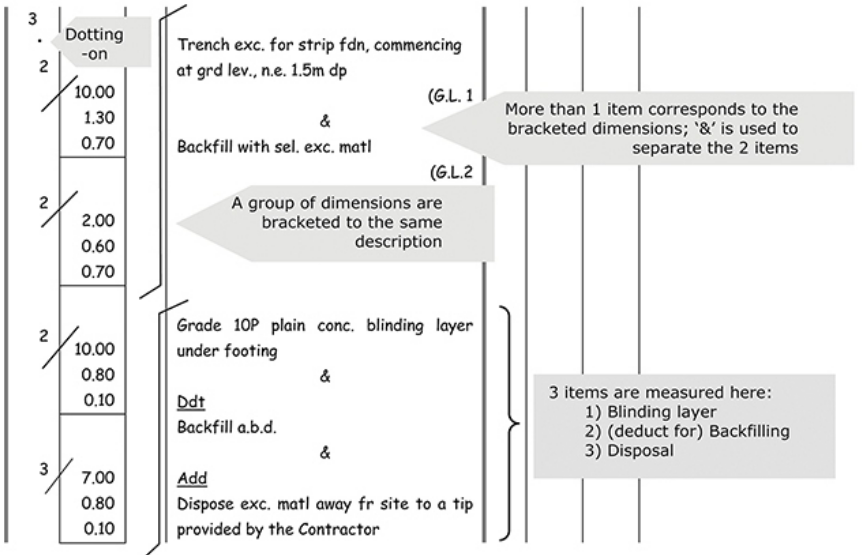 3
.
2
Dotting
-on
10.00
1.30
0.70
Trench exc. for strip fdn, commencing
at grd lev., n.e. 1.5m dp
(G.L. 1
&
Backfill with sel. exc. matl
(G.L.2
More than 1 item corresponds to the
bracketed dimensions; ‘&’ is used to
separate the 2 items
2
2.00
0.60
0.70
A group of dimensions are
bracketed to the same
description
2
10.00
0.80
0.10
Grade 10P plain conc. blinding layer
under footing
&
Ddt
Backfill a.b.d.
&
Add
Dispose exc. matl away fr site to a tip
provided by the Contractor
3
7.00
0.80
0.10
3 items are measured here:
1) Blinding layer
2) (deduct for) Backfilling
3) Disposal